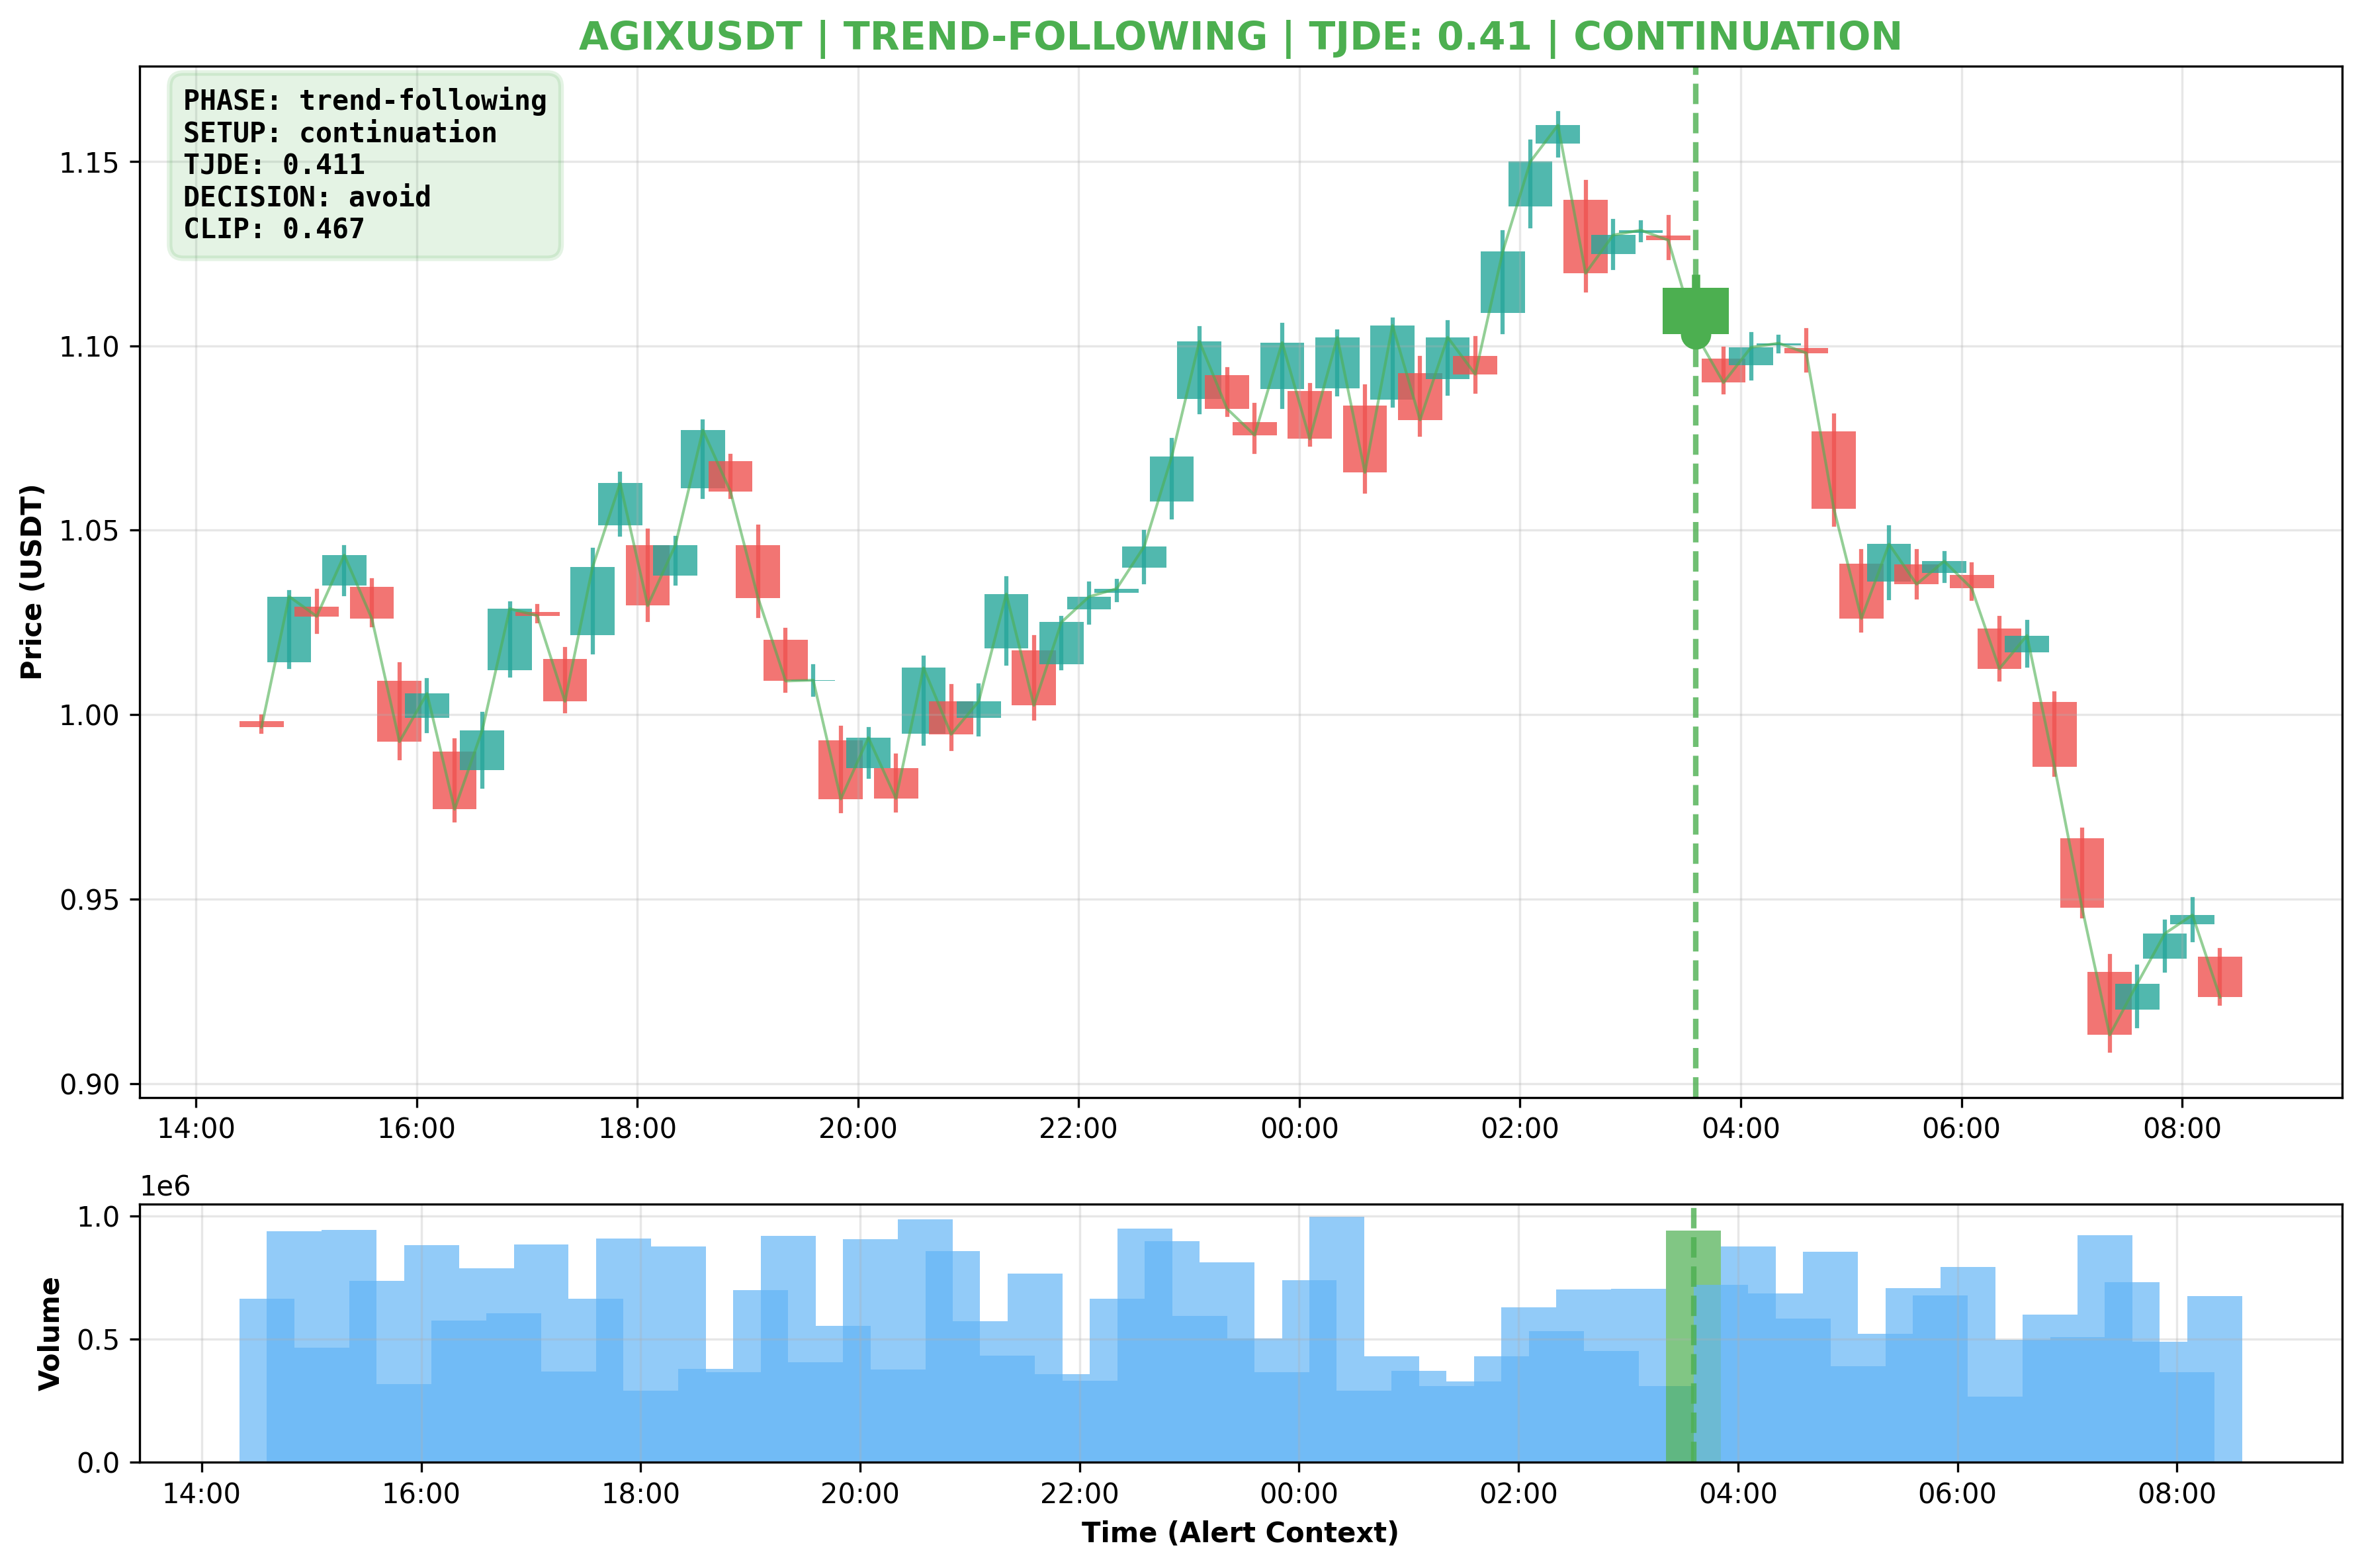 AGIXUSDT | TREND-FOLLOWING | TJDE: 0.41 | CONTINUATION
PHASE: trend-following
SETUP: continuation
TJDE: 0.411
DECISION: avoid
CLIP: 0.467
Price (USDT)
1.15
1.10
1.05
1.00
0.95
0.90
14:00 16:00 18:00 20:00 22:00 00:00 02:00 04:00 06:00 08:00
1e6
Volume
1.0
0.5
0.0
14:00 16:00 18:00 20:00 22:00 00:00 02:00 04:00 06:00 08:00
Time (Alert Context)